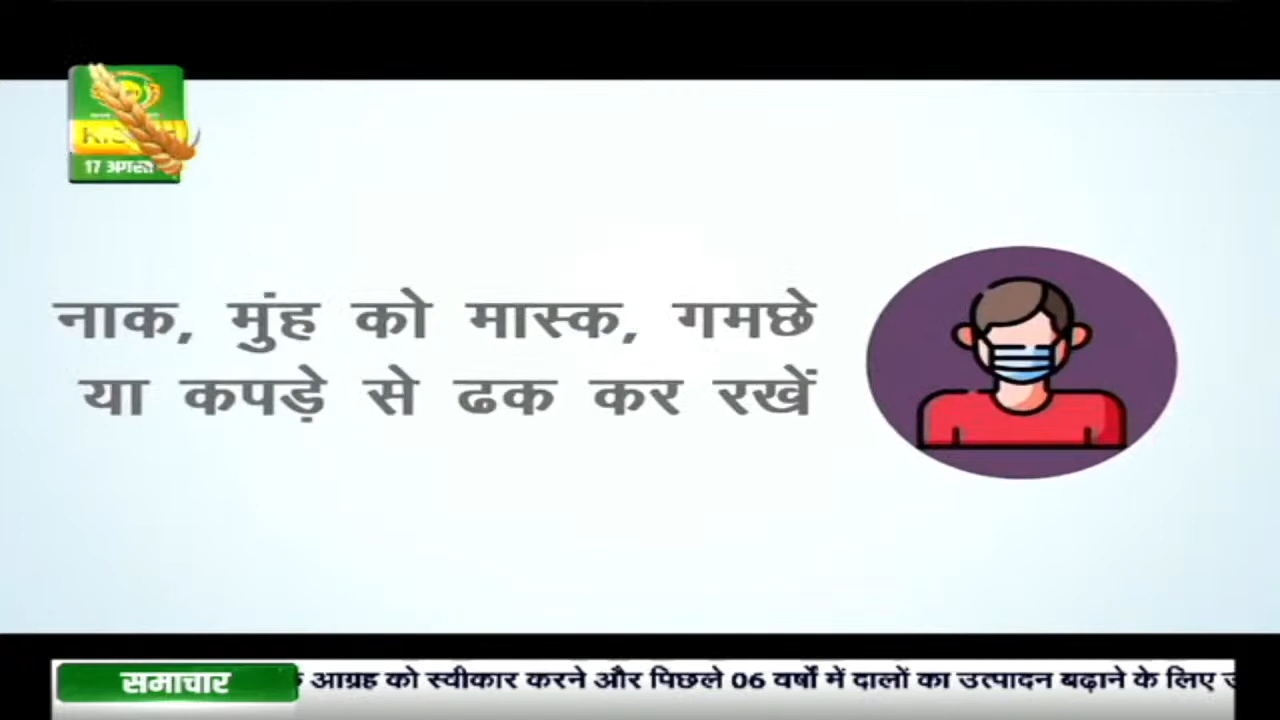 17 अगस्त
नाक, मुंह को मास्क, गमछे
या कपड़े से ढक कर रखें
समाचार
आग्रह को स्वीकार करने और पिछले 06 वर्षों में दालों का उत्पादन बढ़ाने के लिए